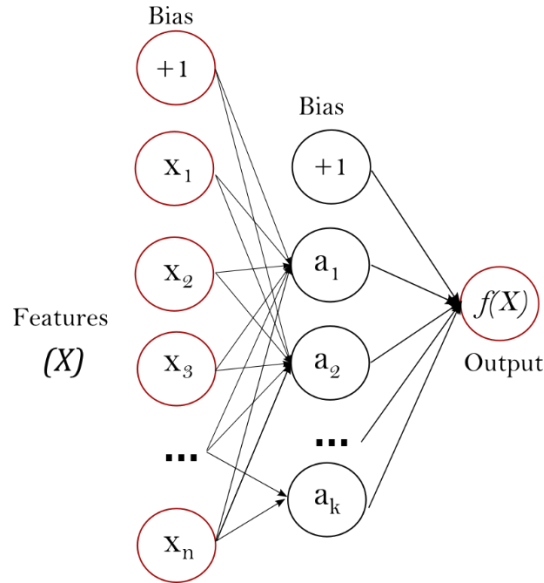 Bias
+1
x1
x2
x3
...
xn
Features
(X)
Bias
+1
a1
a2
...
ak
f(X)
Output